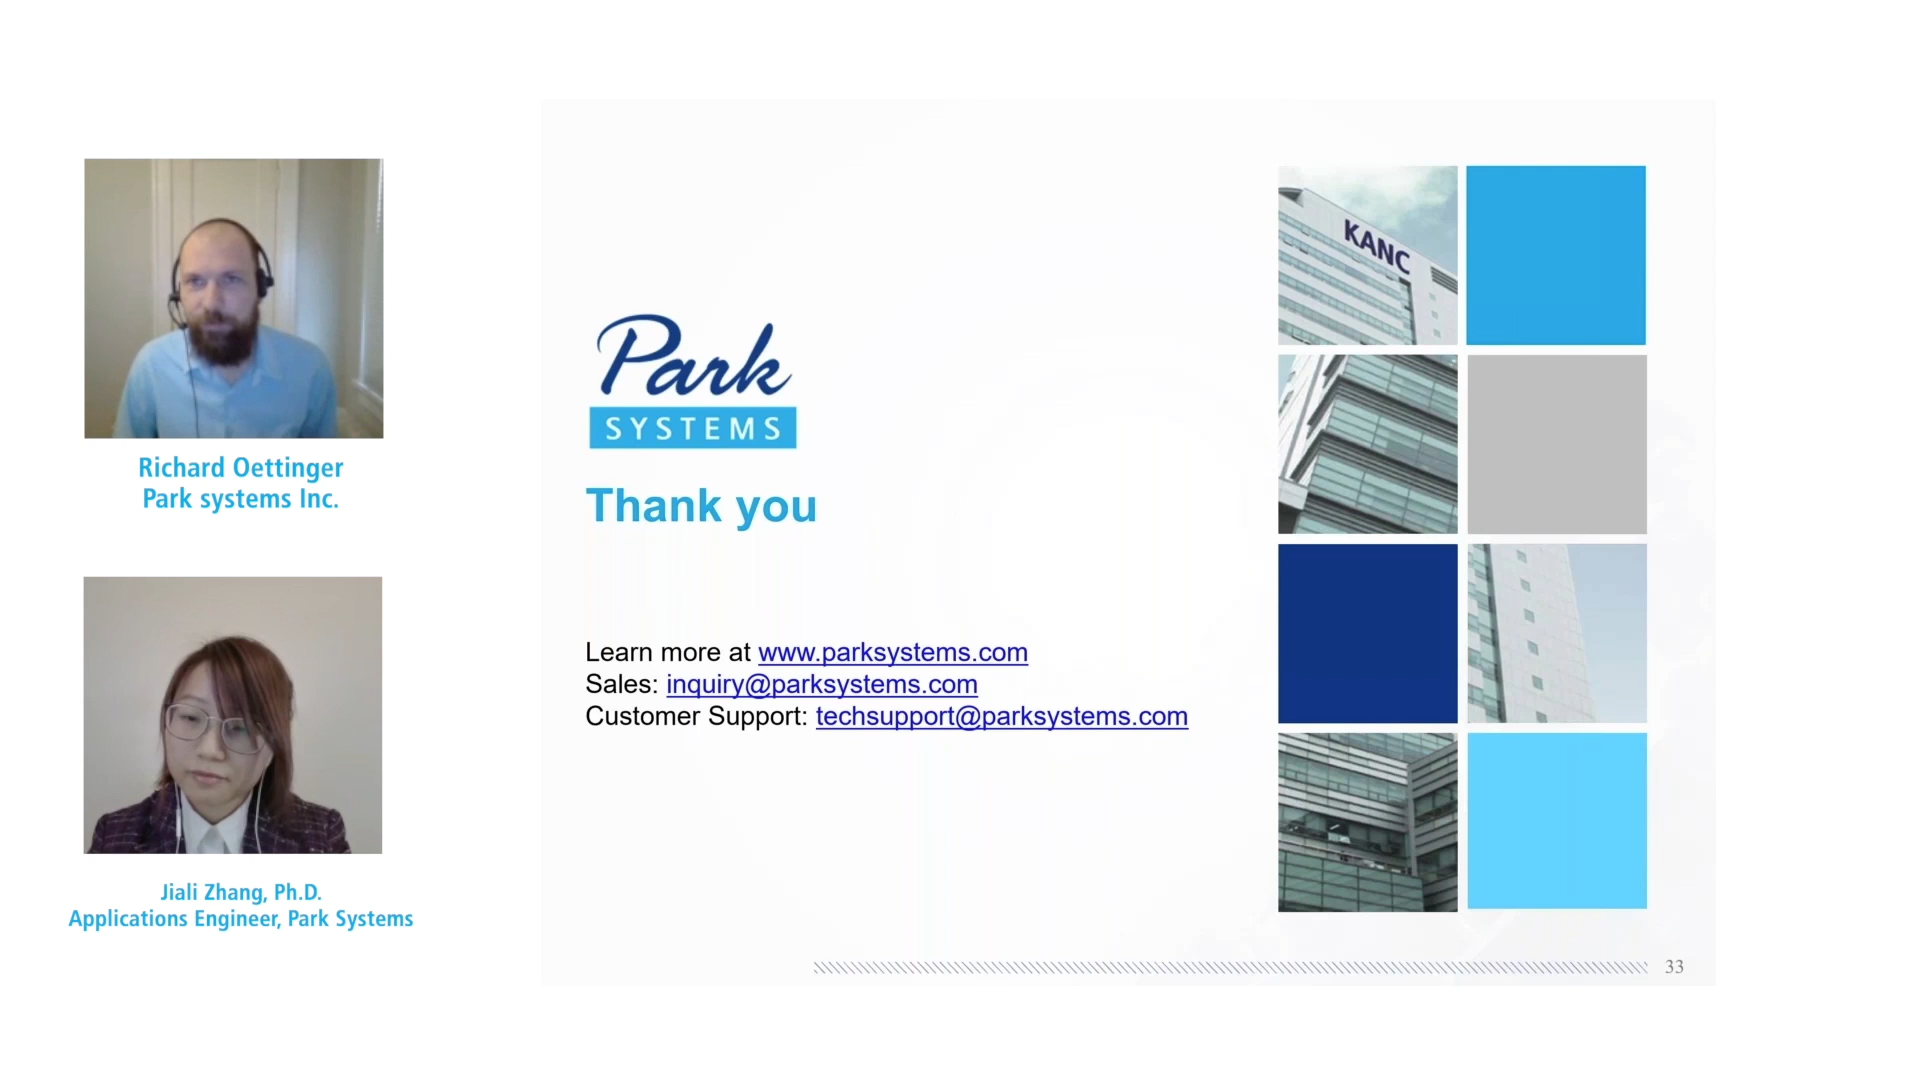 Richard Oettinger
Park systems Inc.
Jiali Zhang, Ph.D.
Applications Engineer, Park Systems
Park
SYSTEMS
Thank you
Learn more at www.parksystems.com
Sales: inquiry@parksystems.com
Customer Support: techsupport@parksystems.com
KANC
33